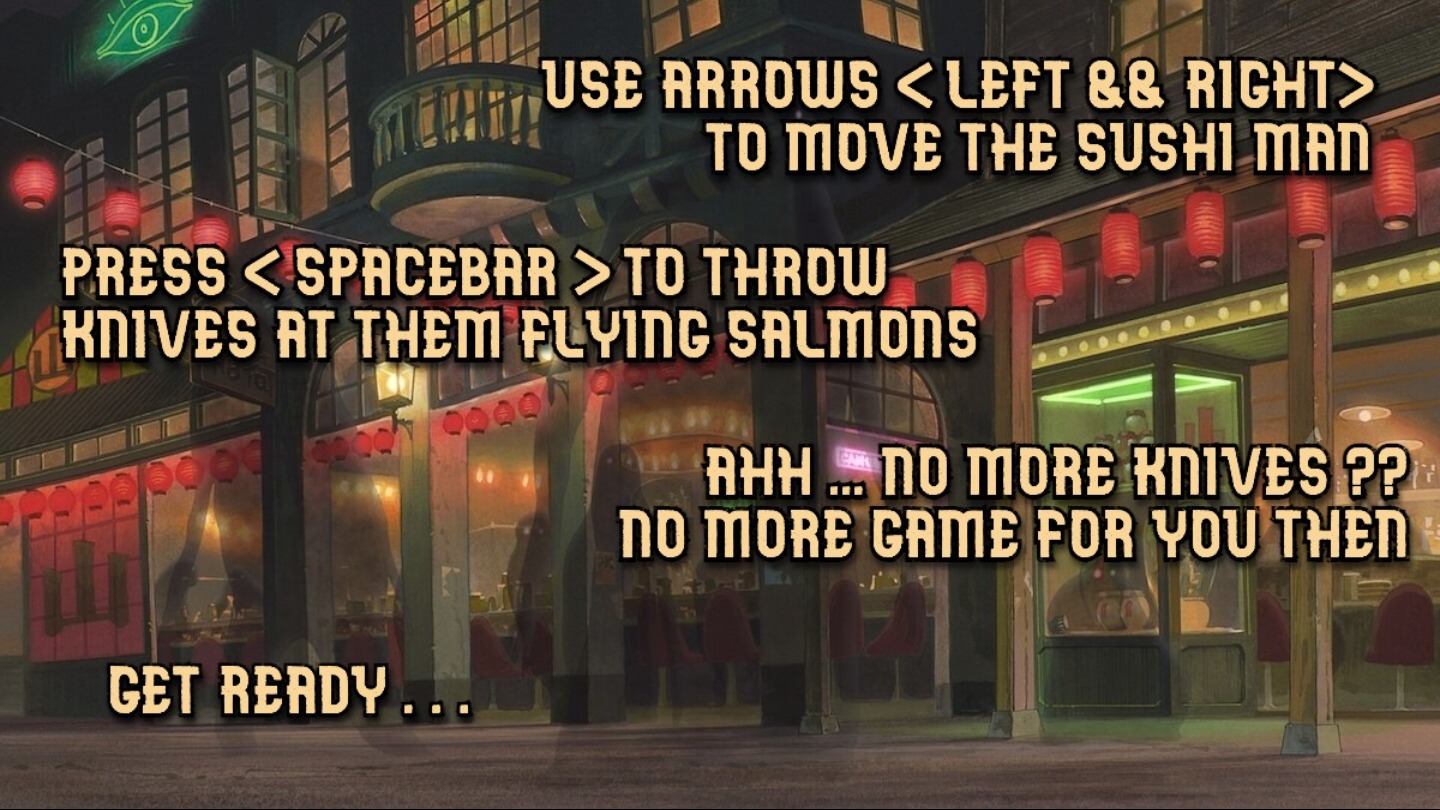 USE ARROWS < LEFT && RIGHT>
TO MOVE THE SUSHI MAN
PRESS < SPACEBAR > TO THROW
KNIVES AT THEM FLYING SALMONS
AHH ... NO MORE KNIVES ??
NO MORE GAME FOR YOU THEN
GET READY . . .